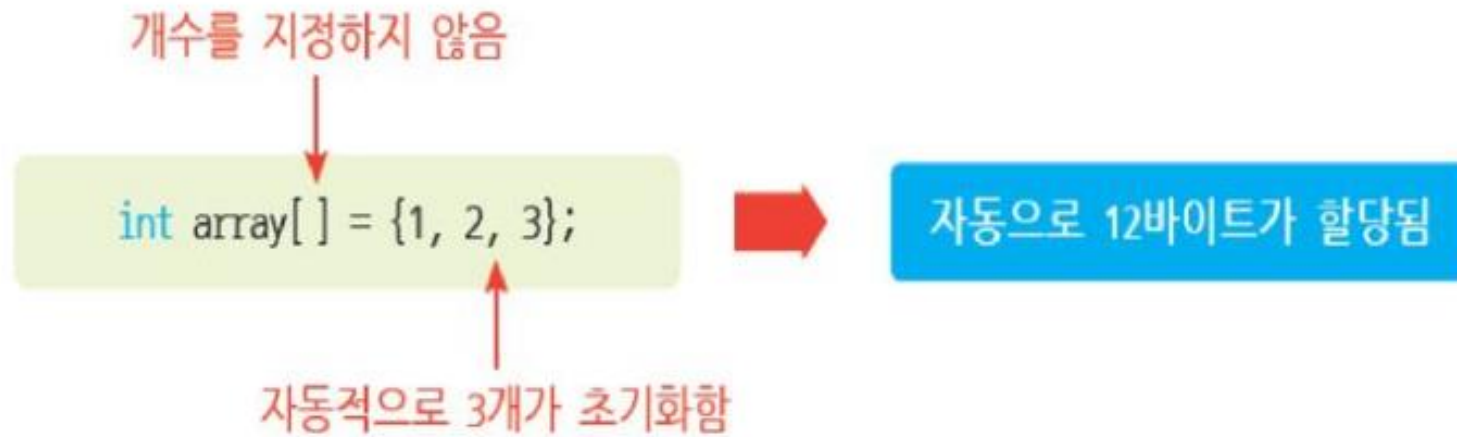 개수를 지정하지 않음
int array[ ] = {1, 2, 3};
자동으로 12바이트가 할당됨
자동적으로 3개가 초기화함